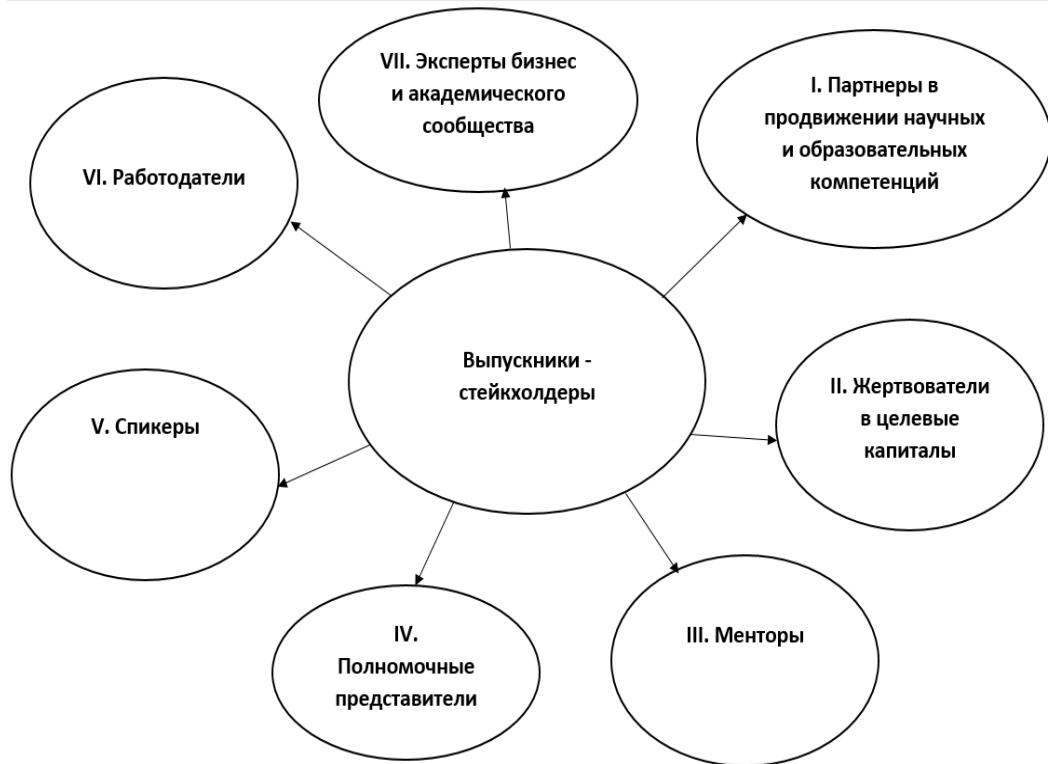 VII. Эксперты бизнес
и академического
сообщества
I. Партнеры в
продвижении научных
и образовательных
компетенций
VI. Работодатели
Выпускники -
стейкхолдеры
II. Жертвователи
в целевые
капиталы
V. Спикеры
IV.
Полномочные
представители
III. Менторы